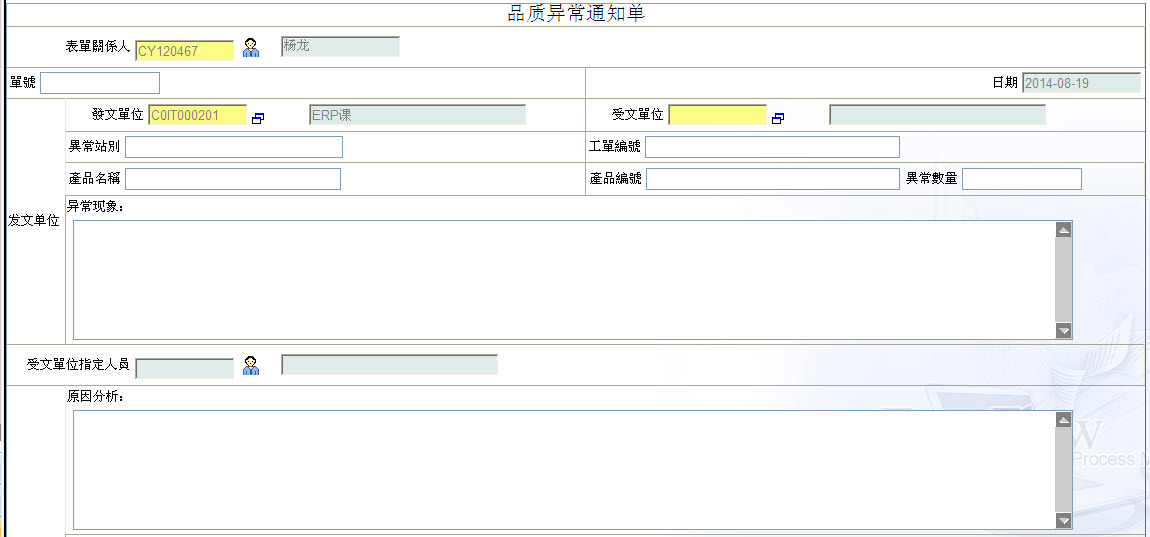 品质异常通知单
表單關係人 CY120467 杨龙
單號 日期 2014-08-19
發文單位 C0IT000201 ERP课 受文單位
異常站別 工單編號
產品名稱 產品編號 異常數量
发文单位
异常现象：
受文單位指定人員
原因分析：
W
Process M